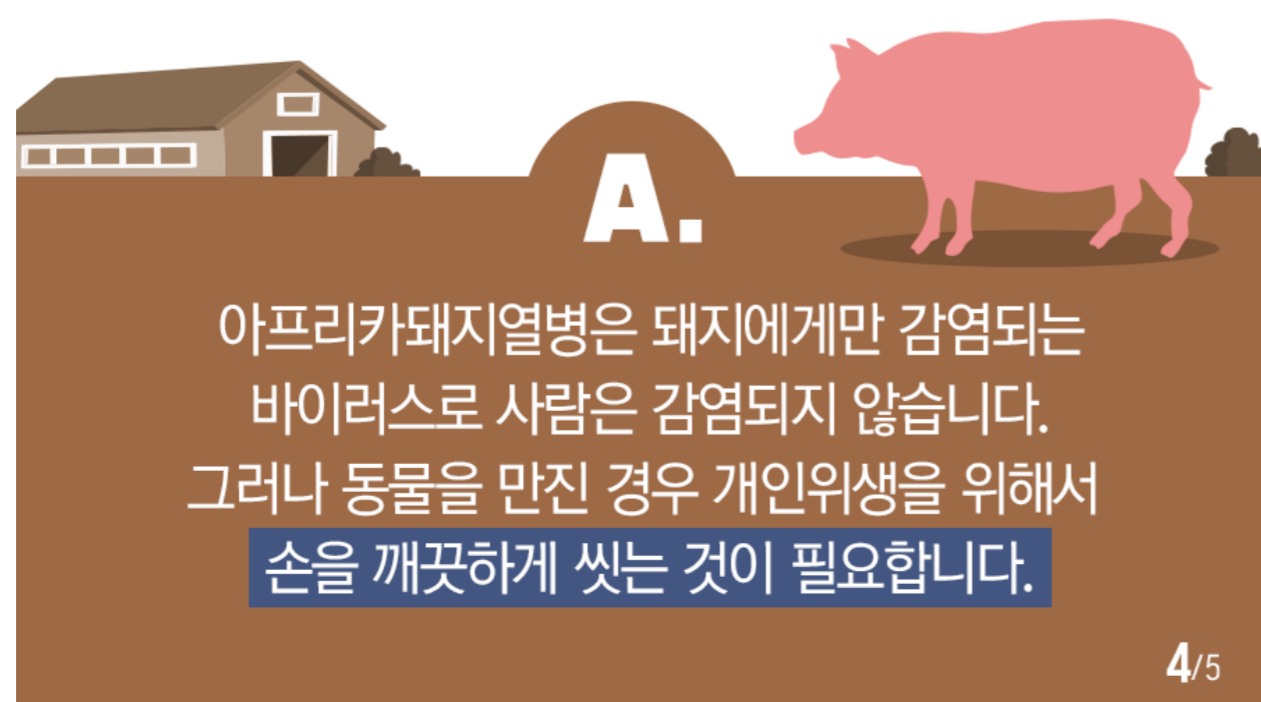 A.
아프리카돼지열병은 돼지에게만 감염되는
바이러스로 사람은 감염되지 않습니다.
그러나 동물을 만진 경우 개인위생을 위해서
손을 깨끗하게 씻는 것이 필요합니다.
4/5